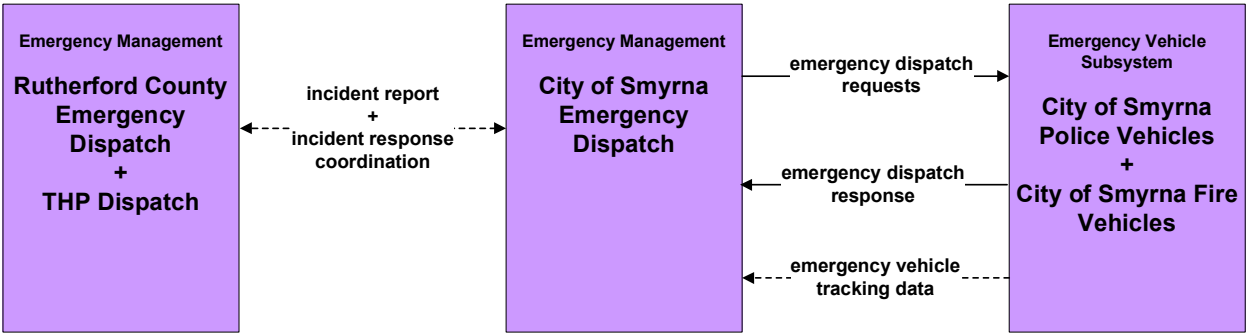 Emergency Management
Rutherford County
Emergency
Dispatch
+
THP Dispatch
incident report
+
incident response
coordination
Emergency Management
City of Smyrna
Emergency
Dispatch
emergency dispatch
requests
emergency dispatch
response
emergency vehicle
tracking data
Emergency Vehicle
Subsystem
City of Smyrna
Police Vehicles
+
City of Smyrna Fire
Vehicles